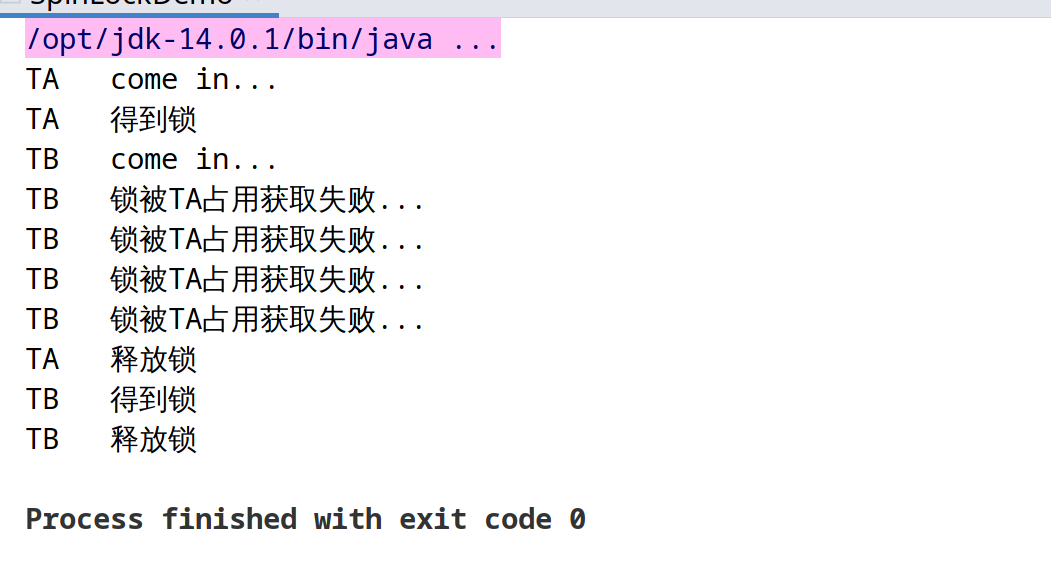 SpinLockDemo
/opt/jdk-14.0.1/bin/java ...
TA   come in...
TA   得到锁
TB   come in...
TB   锁被TA占用获取失败...
TB   锁被TA占用获取失败...
TB   锁被TA占用获取失败...
TB   锁被TA占用获取失败...
TA   释放锁
TB   得到锁
TB   释放锁
Process finished with exit code 0